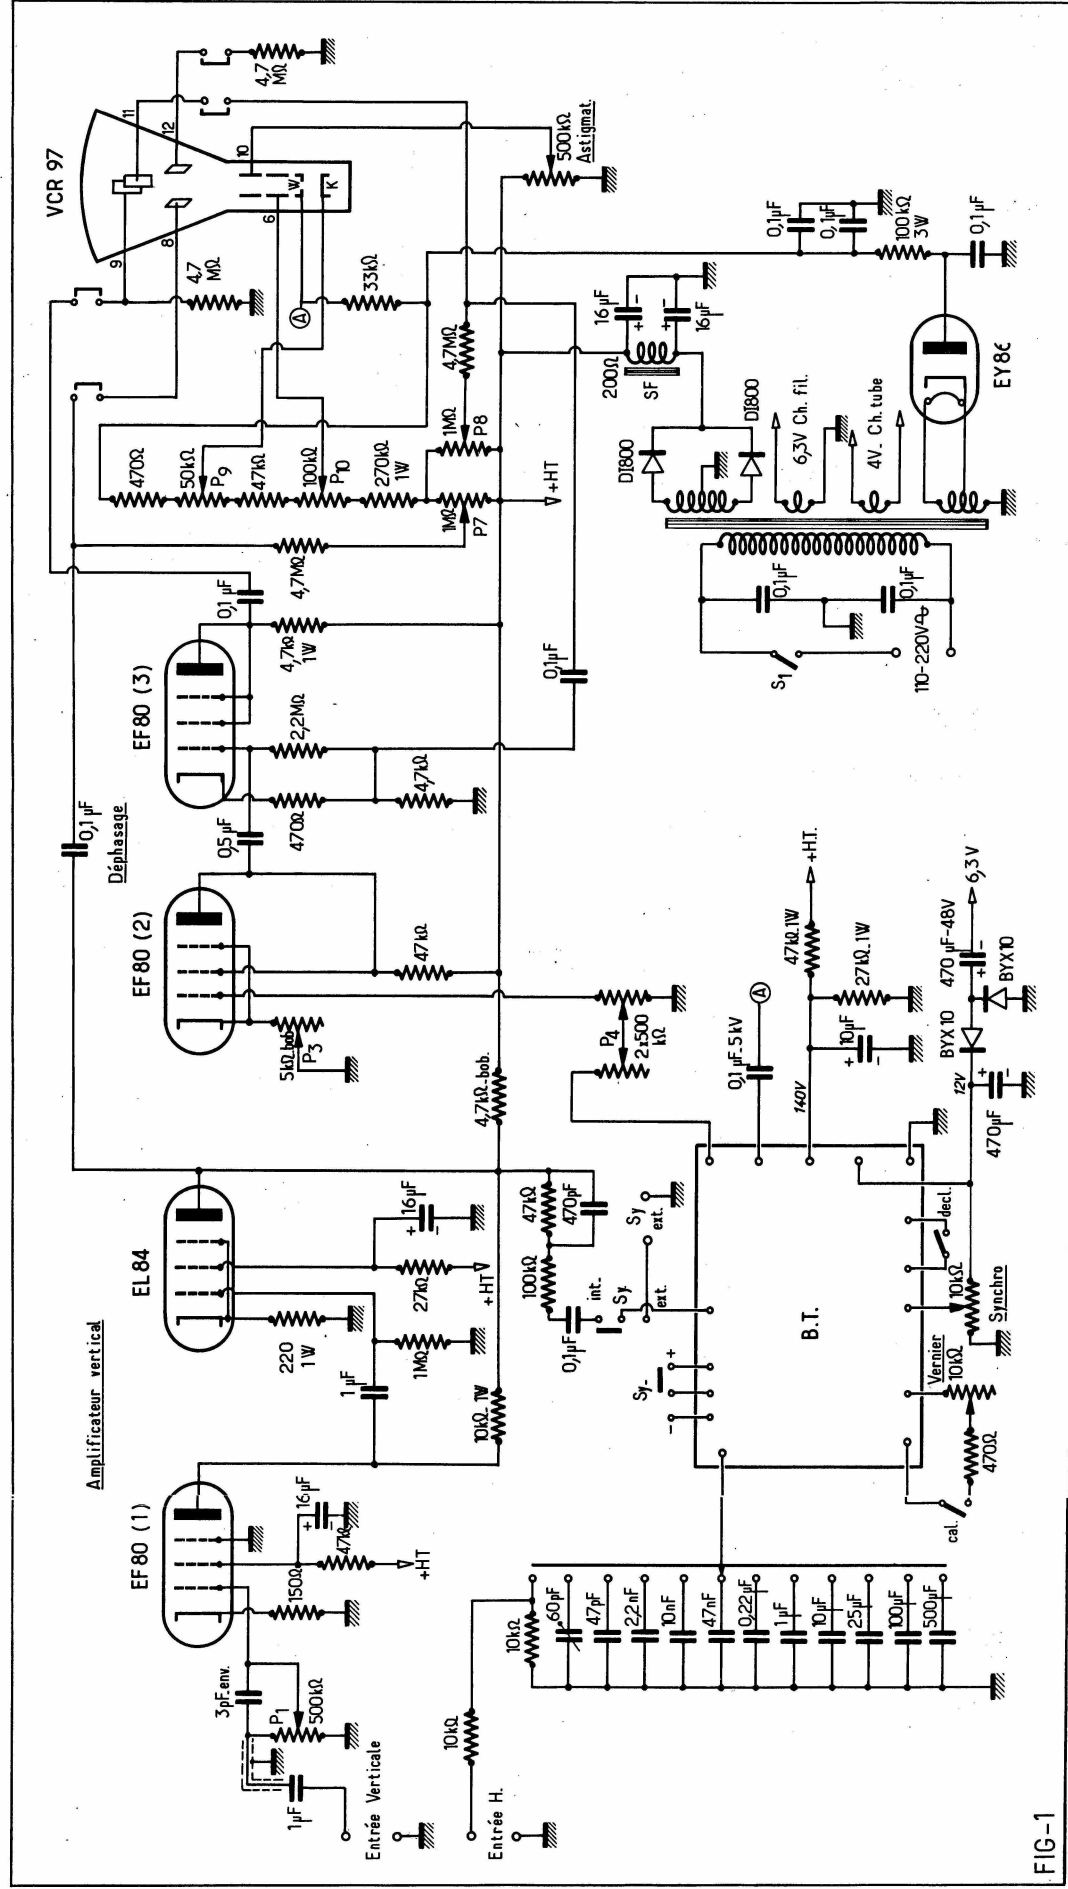 VCR 97
11
12
9
8
10
6
W
K
4,7
MΩ
4,7
MΩ
500kΩ
Astigmat.
A
33kΩ
4,7MΩ
470Ω
50kΩ
P9
47kΩ
100kΩ
P10
270kΩ
1W
1MΩ
P8
1MΩ
P7
+HT
4,7MΩ
0,1µF
0,1µF
100kΩ
3W
0,1µF
16µF
+ -
+ -
16µF
200Ω
SF
DI800
DI800
6,3V Ch. fil.
4V_ Ch. tube
EY86
0,1µF
0,1µF
S1
110-220V
EF80 (3)
0,1µF
4,7kΩ
1W
2,2MΩ
470Ω
4,7kΩ
0,1µF
0,1µF
Déphasage
0,5µF
EF80 (2)
5kΩ-bob.
P3
47kΩ
P4
2x500
kΩ
4,7kΩ-bob.
EL84
Amplificateur vertical
220
1W
1MΩ
27kΩ
+HT
+ 16µF
-
1µF
10kΩ-1W
47kΩ
470pF
100kΩ
0,1µF
int.
Sy
ext.
Sy
ext.
Sy-
+
-
B.T.
0,1µF.5kV
A
140V
47kΩ.1W
+H.T.
27kΩ.1W
+ 10µF
-
470µF-48V
+ -
6,3V
BYX10
BYX10
12V
+
-
470µF
decl.
10kΩ
Synchro
Vernier
10kΩ
470Ω
cal.
EF80 (1)
150Ω
+ 16µF
-
47kΩ
+HT
3pF.env.
P1
500kΩ
1µF
Entrée Verticale
Entrée H.
10kΩ
10kΩ
60pF
47pF
2,2nF
10nF
47nF
0,22µF
1µF
10µF
25µF
100µF
500µF
FIG-1